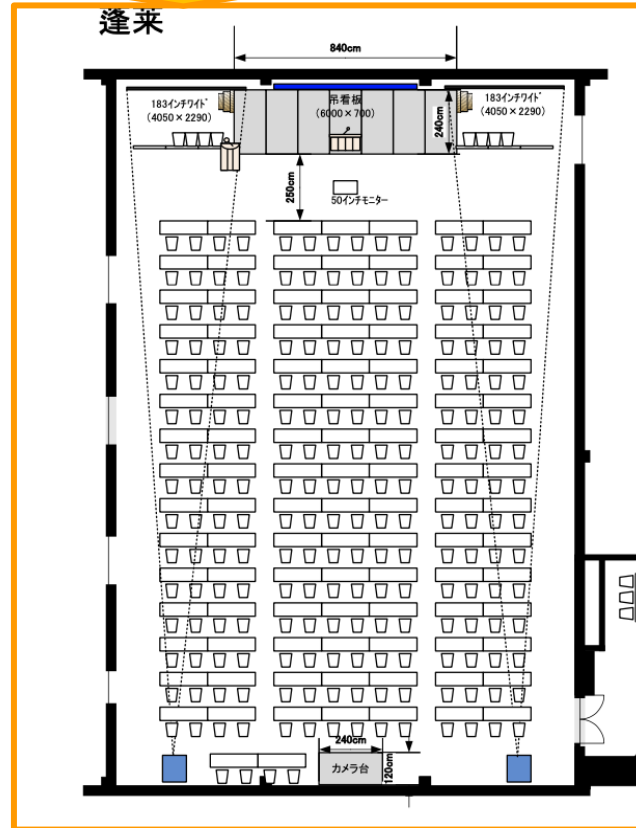 蓬莱
840cm
183インチワイド
(4050×2290)
吊看板
(6000×700)
240cm
183インチワイド
(4050×2290)
250cm
50インチモニター
240cm
カメラ台
120cm